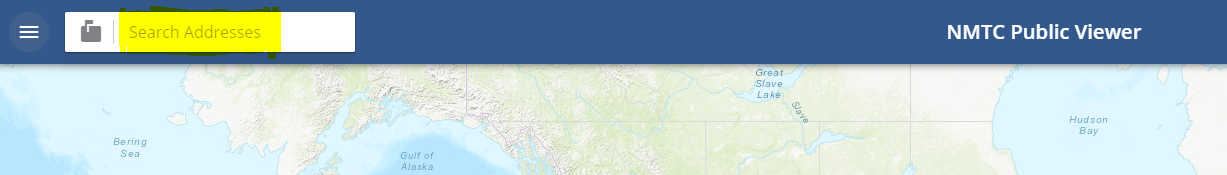 Search Addresses
NMTC Public Viewer
Great
Slave
Lake
Slave
Hudson
Bay
Bering
Sea
Gulf of
Alaska